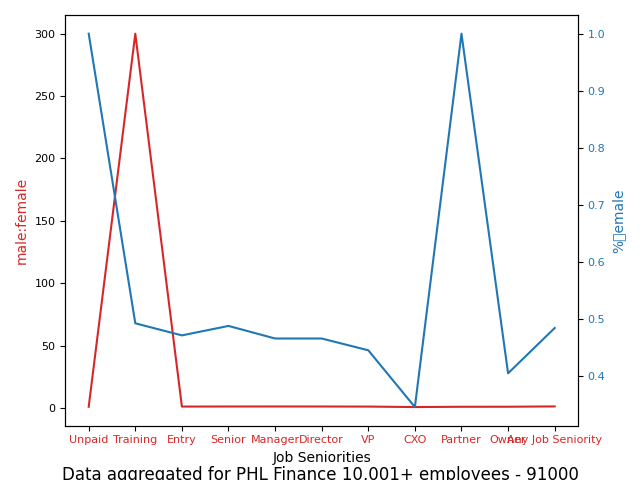 300
250
200
150
100
50
0
male:female
1.0
0.9
0.8
0.7
0.6
0.5
0.4
%▯emale
Unpaid Training Entry Senior Manager Director VP CXO Partner Owner Any Job Seniority
Job Seniorities
Data aggregated for PHL Finance 10,001+ employees - 91000